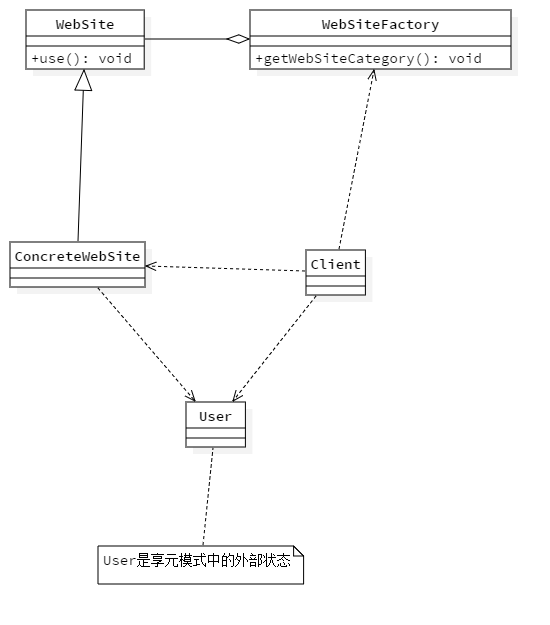 WebSite
+use(): void
WebSiteFactory
+getWebSiteCategory(): void
ConcreteWebSite
Client
User
User是享元模式中的外部状态